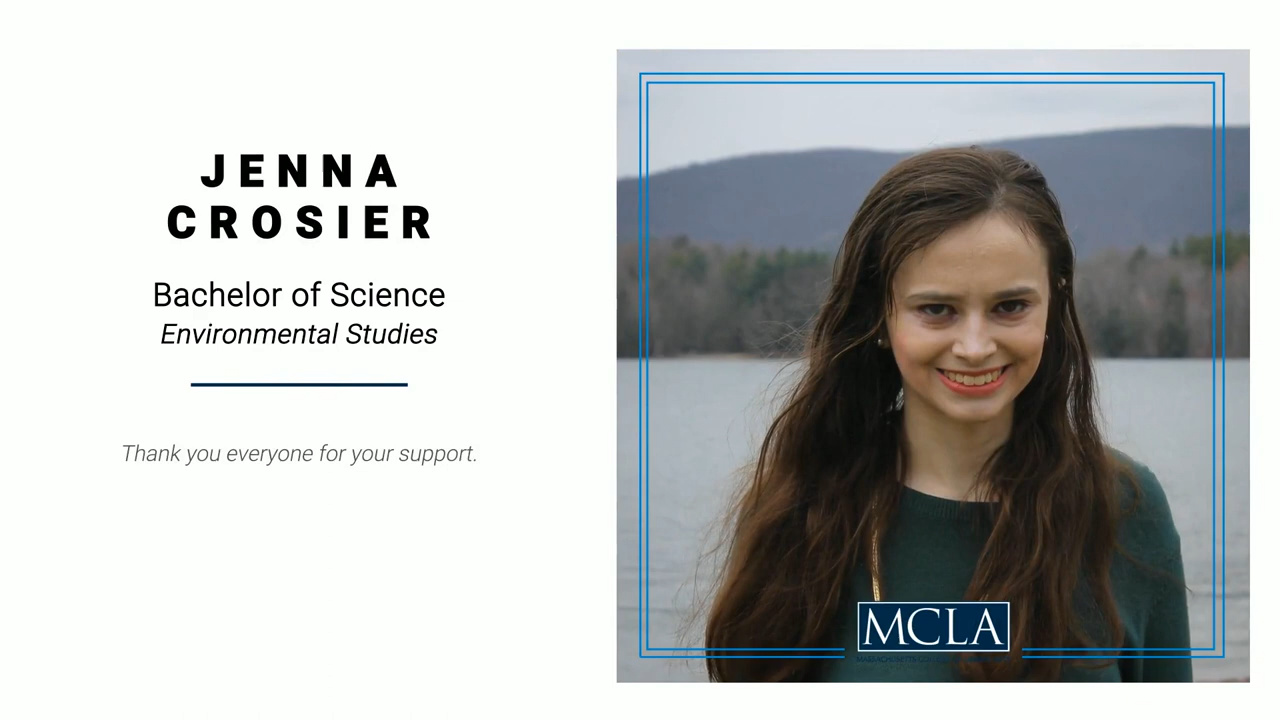 JENNA
CROSIER
Bachelor of Science
Environmental Studies
Thank you everyone for your support.
MCLA